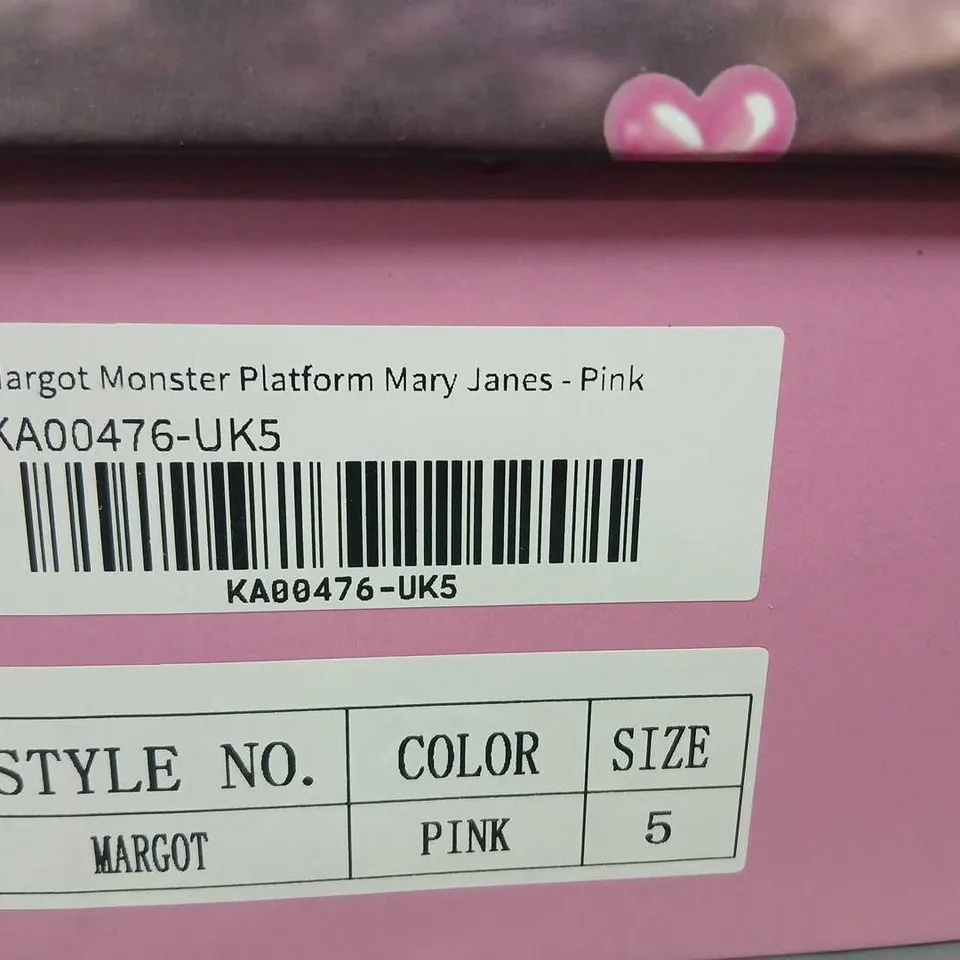 argot Monster Platform Mary Janes - Pink
KA00476-UK5
KA00476-UK5
STYLE NO. COLOR SIZE
MARGOT PINK 5